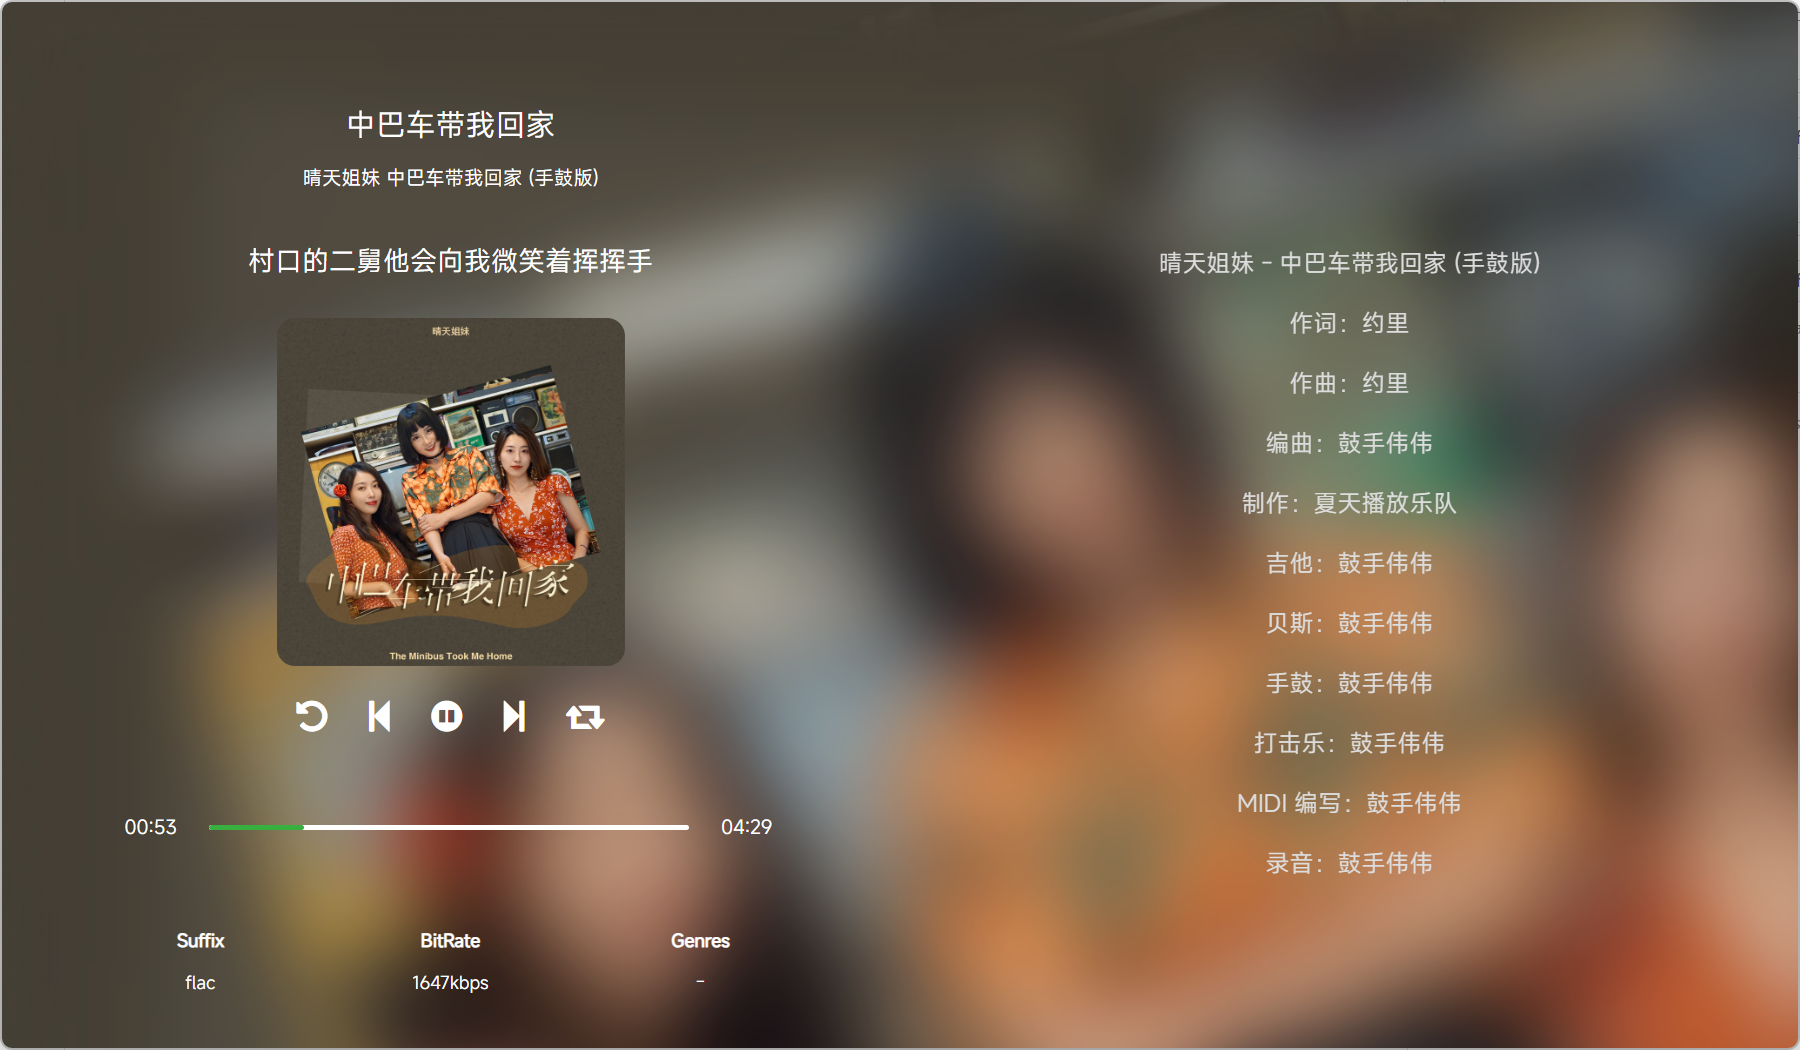 中巴车带我回家
晴天姐妹 中巴车带我回家 (手鼓版)
村口的二舅他会向我微笑着挥挥手
晴天姐妹
中巴车带我回家
The Minibus Took Me Home
00:53
04:29
Suffix
BitRate
Genres
flac
1647kbps
-
晴天姐妹 - 中巴车带我回家 (手鼓版)
作词：约里
作曲：约里
编曲：鼓手伟伟
制作：夏天播放乐队
吉他：鼓手伟伟
贝斯：鼓手伟伟
手鼓：鼓手伟伟
打击乐：鼓手伟伟
MIDI 编写：鼓手伟伟
录音：鼓手伟伟